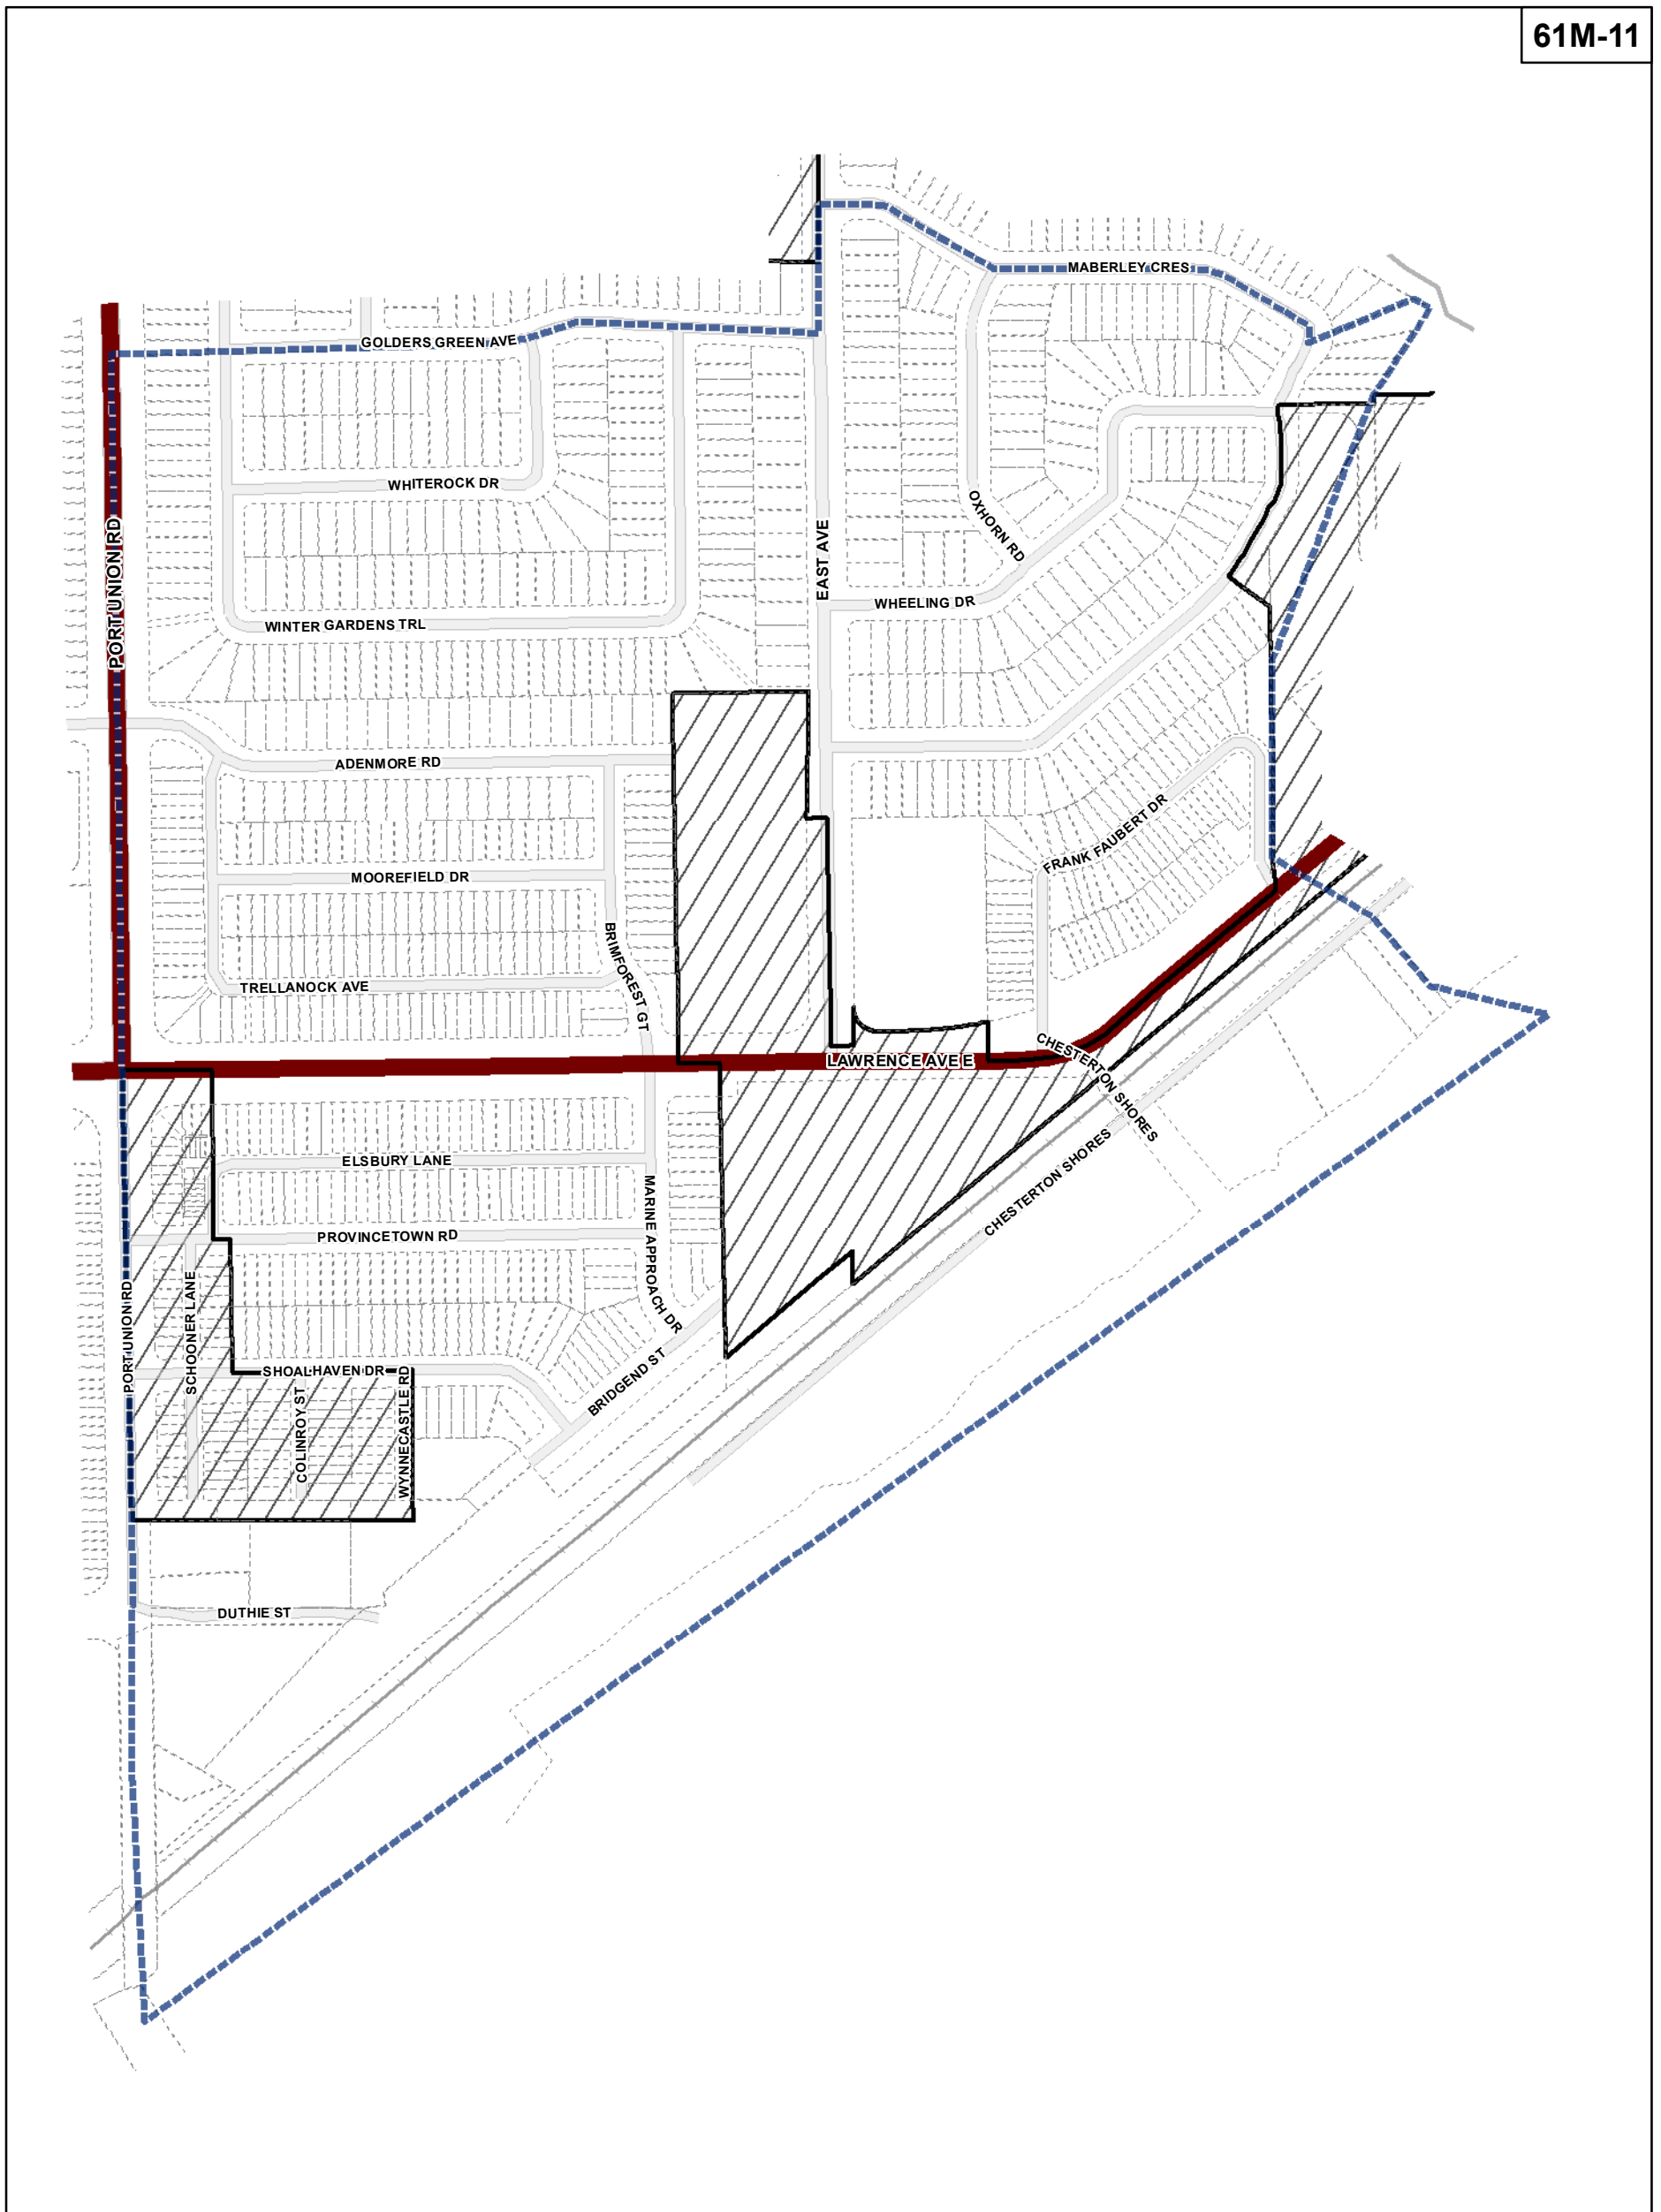 61M-11
MABERLEY CRES
GOLDERS GREEN AVE
WHITEROCK DR
OXHORN RD
PORT UNION RD
EAST AVE
WHEELING DR
WINTER GARDENS TRL
ADENMORE RD
FRANK FAUBERT DR
MOOREFIELD DR
BRIMFOREST GT
TRELLANOCK AVE
LAWRENCE AVE E
CHESTERTON SHORES
ELSBURY LANE
CHESTERTON SHORES
MARINE APPROACH DR
PROVINCETOWN RD
PORT UNION RD
SCHOONER LANE
SHOALHAVEN DR
BRIDGEND ST
COLINROY ST
WYNNECASTLE RD
DUTHIE ST